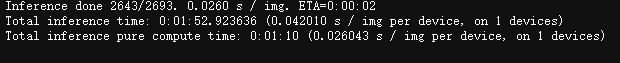 Inference done 2643/2693. 0.0260 s / img. ETA=0:00:02
Total inference time: 0:01:52.923636 (0.042010 s / img per device, on 1 devices)
Total inference pure compute time: 0:01:10 (0.026043 s / img per device, on 1 devices)